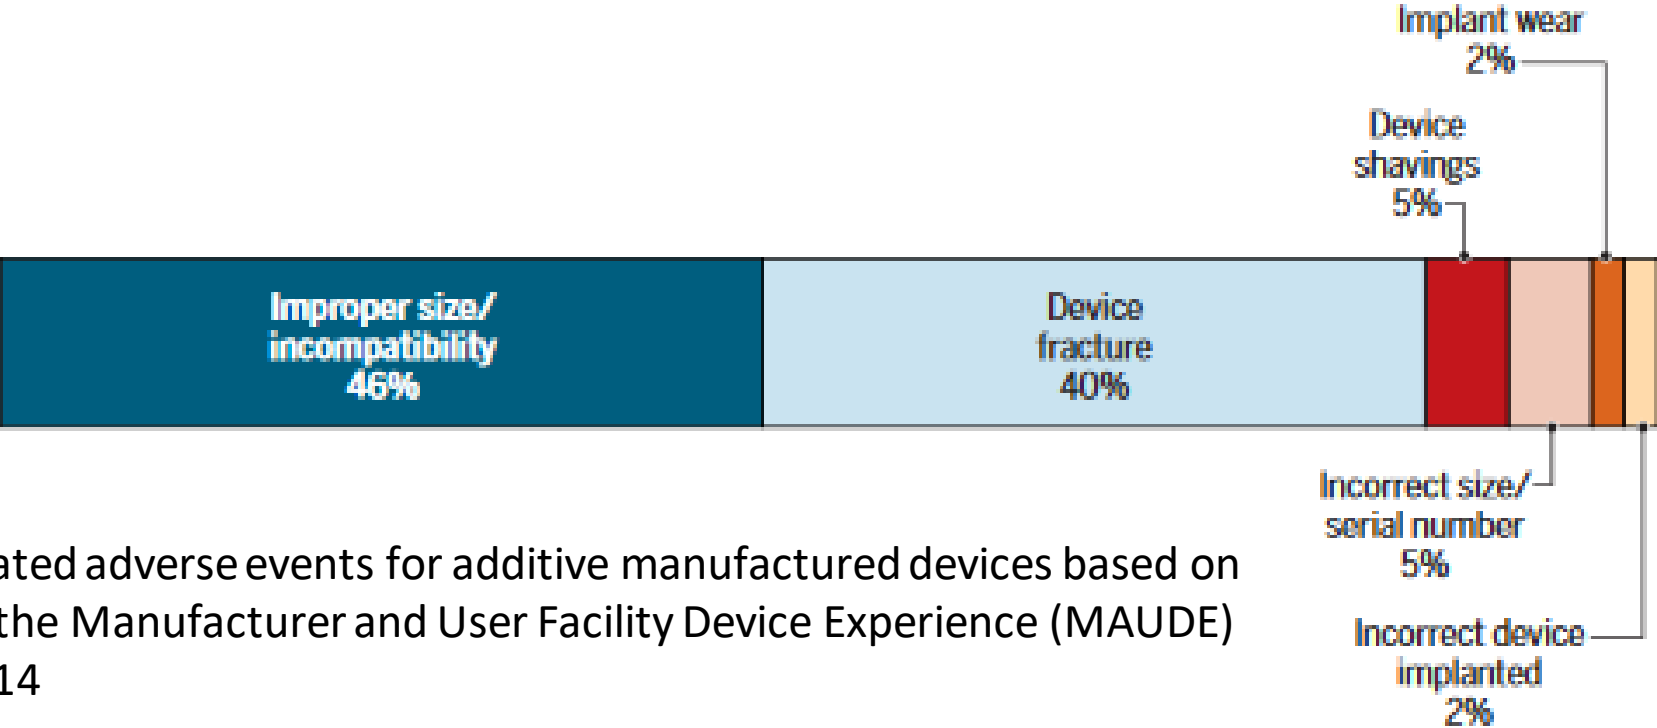 Implant wear
2%
Device
shavings
5%
Improper size/
incompatibility
46%
Device
fracture
40%
Incorrect size/
serial number
5%
Incorrect device
implanted
2%
ated adverse events for additive manufactured devices based on
the Manufacturer and User Facility Device Experience (MAUDE)
14